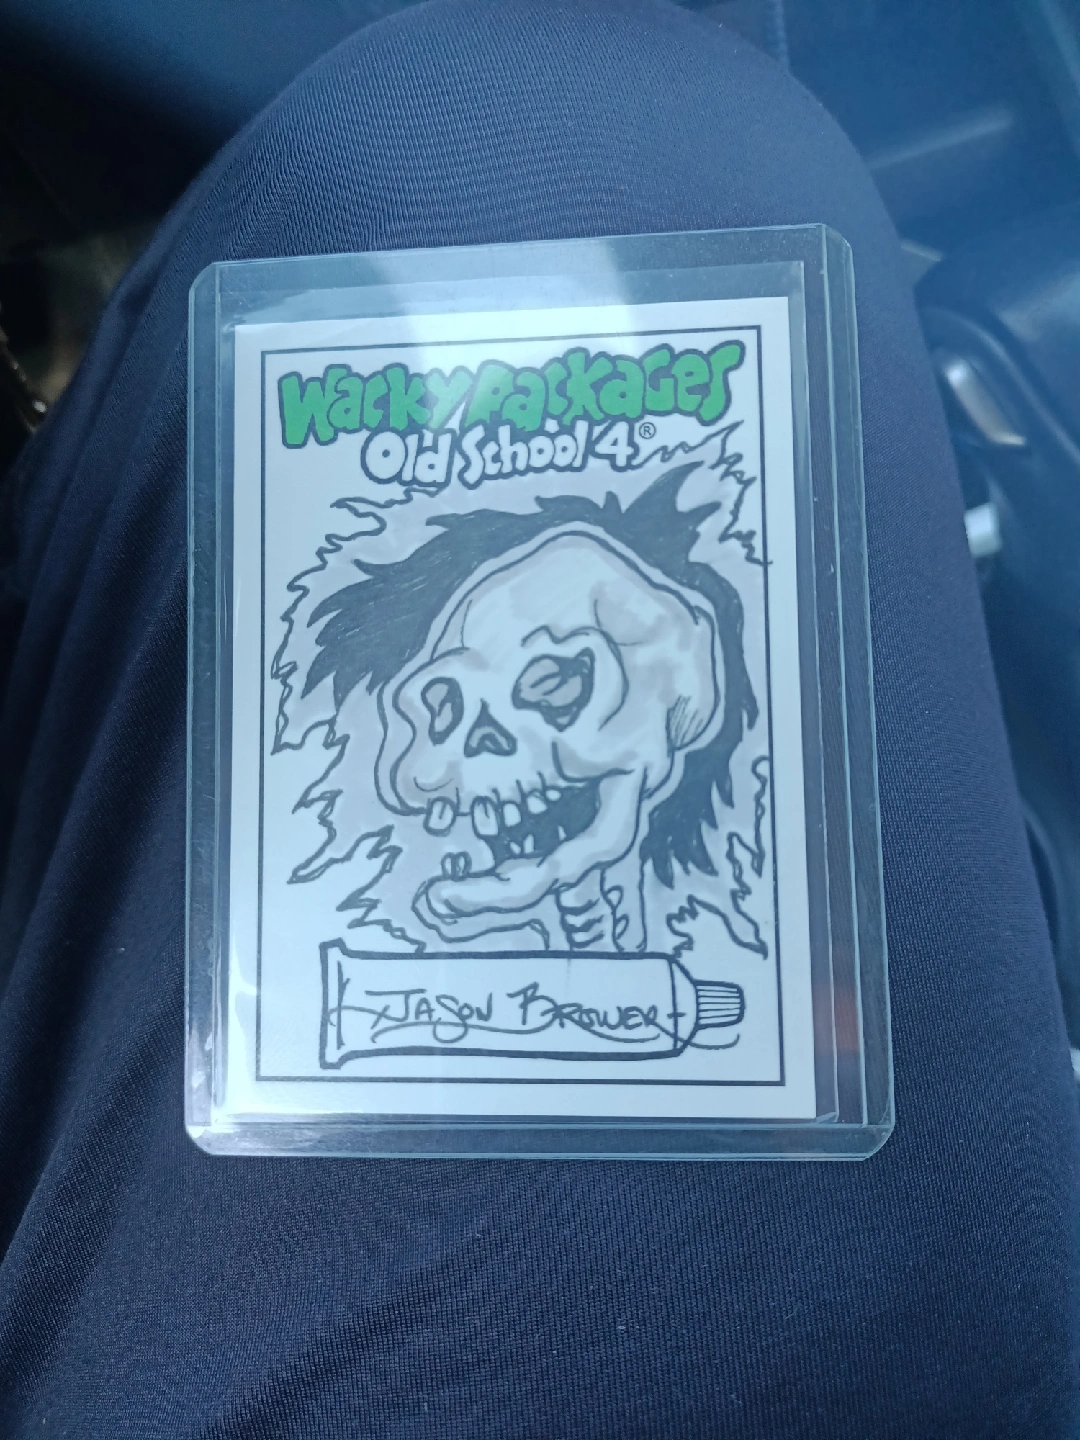 Wacky Packages
Old School 4®
Jason Brower